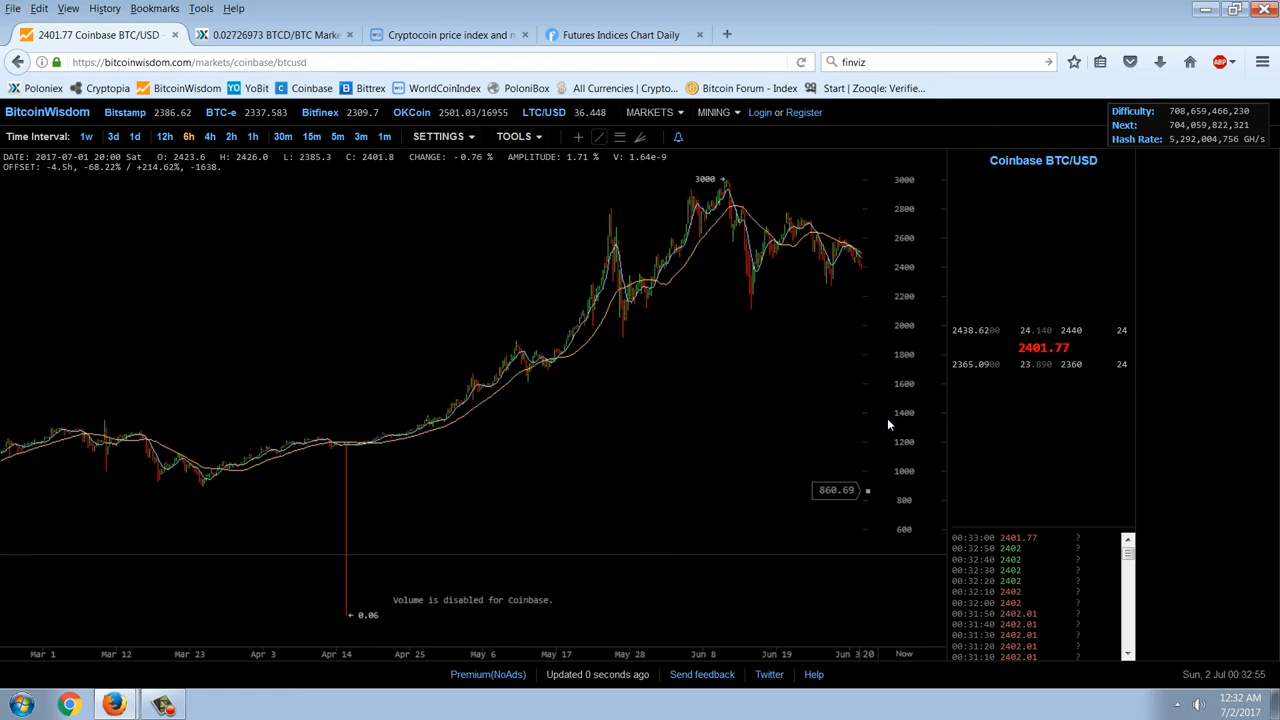 File Edit View History Bookmarks Tools Help
2401.77 Coinbase BTC/USD - 
0.02726973 BTCD/BTC Marke
Cryptocoin price index and n
Futures Indices Chart Daily
https://bitcoinwisdom.com/markets/coinbase/btcusd
finviz
ABP
Poloniex Cryptopia BitcoinWisdom YoBit Coinbase Bittrex WorldCoinIndex PoloniBox All Currencies | Crypto... Bitcoin Forum - Index Start | Zooqle: Verifie...
BitcoinWisdom Bitstamp 2386.62 BTC-e 2337.583 Bitfinex 2309.7 OKCoin 2501.03/16955 LTC/USD 36.448 MARKETS MINING Login or Register
Difficulty: 708,659,466,230
Next: 704,059,822,321
Hash Rate: 5,292,004,756 GH/s
Time Interval: 1w 3d 1d 12h 6h 4h 2h 1h 30m 15m 5m 3m 1m SETTINGS TOOLS
DATE: 2017-07-01 20:00 Sat O: 2423.6 H: 2426.0 L: 2385.3 C: 2401.8 CHANGE: -0.76 % AMPLITUDE: 1.71 % V: 1.64e-9
OFFSET: -4.5h, -68.22% / +214.62%, -1638.
Coinbase BTC/USD
3000
3000
2800
2600
2400
2200
2000
1800
1600
1400
1200
1000
860.69
800
600
2438.6200 24.140 2440 24
2401.77
2365.0900 23.890 2360 24
00:33:00 2401.77 ?
00:32:50 2402 ?
00:32:40 2402 ?
00:32:30 2402 ?
00:32:20 2402 ?
00:32:10 2402 ?
00:32:00 2402 ?
00:31:50 2402.01 ?
00:31:40 2402.01 ?
00:31:30 2402.01 ?
00:31:20 2402.01 ?
00:31:10 2402.01 ?
Volume is disabled for Coinbase.
0.06
Mar 1 Mar 12 Mar 23 Apr 3 Apr 14 Apr 25 May 6 May 17 May 28 Jun 8 Jun 19 Jun 3 20 Now
Premium(NoAds) Updated 0 seconds ago Send feedback Twitter Help
Sun, 2 Jul 00:32:55
12:32 AM
7/2/2017